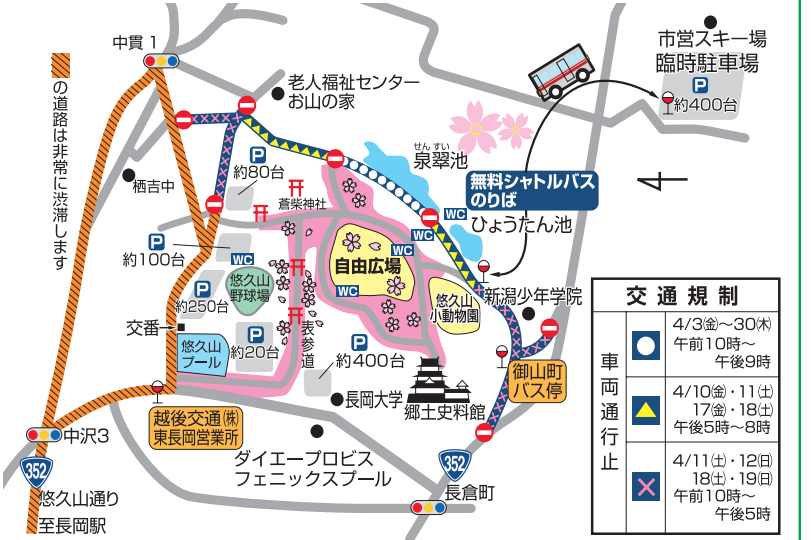 中貫1
の道路は非常に渋滞します
老人福祉センター
お山の家
市営スキー場
臨時駐車場
P
約400台
せんすい
泉翠池
無料シャトルバス
のりば
WC
ひょうたん池
栖吉中
P
約80台
蒼柴神社
WC
P
約100台
WC
WC
自由広場
WC
悠久山
野球場
P
約250台
悠久山
小動物園
新潟少年学院
交番
悠久山
プール
P
約20台
表参道
P
約400台
御山町
バス停
長岡大学
郷土史料館
越後交通㈱
東長岡営業所
中沢3
352
悠久山通り
至長岡駅
ダイエープロビス
フェニックスプール
352
長倉町
交通規制
車両通行止
4/3㈮～30㈭
午前10時～
午後9時
4/10㈮・11㈯
17㈮・18㈯
午後5時～8時
4/11㈯・12㈰
18㈯・19㈰
午前10時～
午後5時